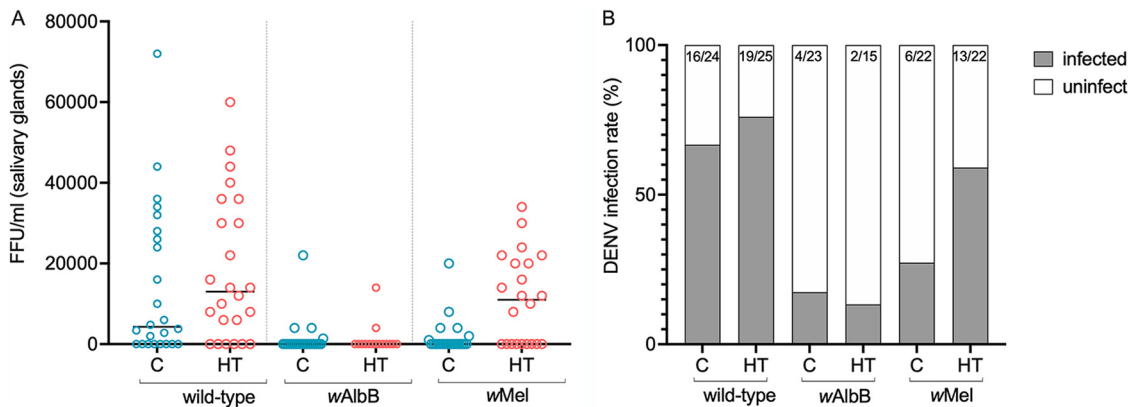 A
FFU/ml (salivary glands)
80000
60000
40000
20000
0
C HT C HT C HT
wild-type wAlbB wMel
B
DENV infection rate (%)
100
50
0
16/24 19/25 4/23 2/15 6/22 13/22
C HT C HT C HT
wild-type wAlbB wMel
infected
uninfect